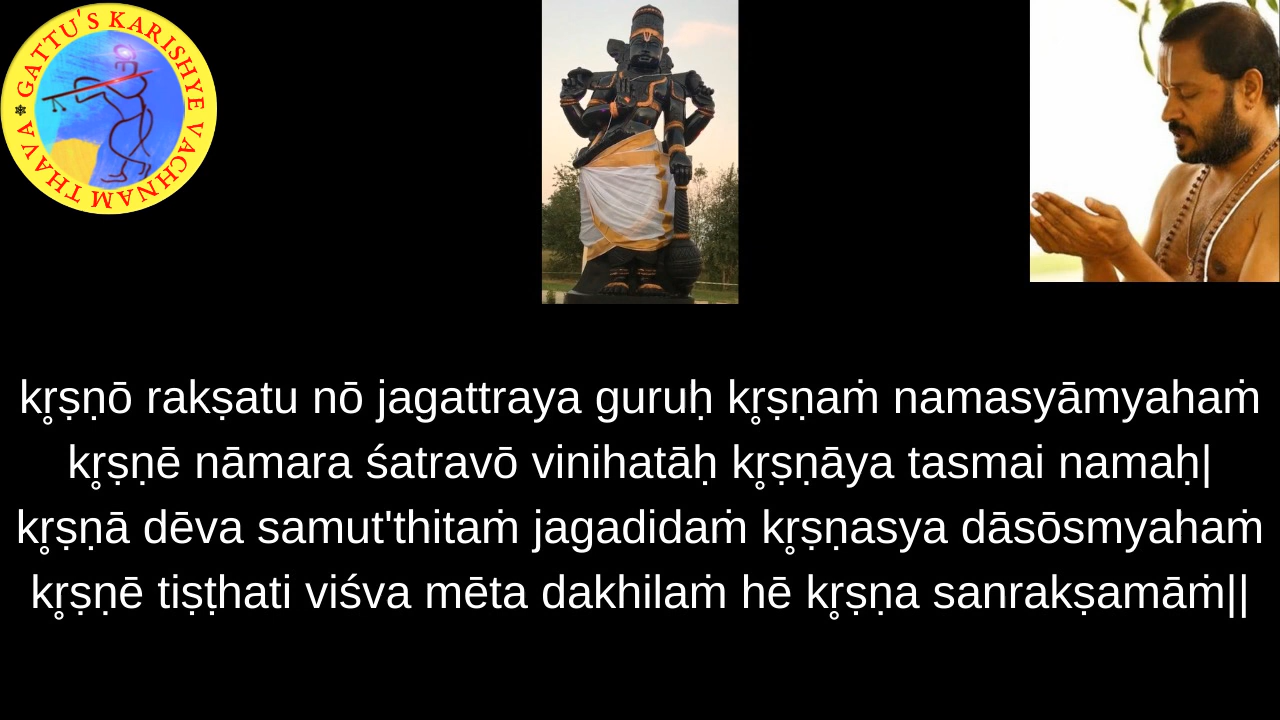 GATTU'S KARISHYE VACHNAM THAVA
kr̥ṣṇō rakṣatu nō jagattraya guruḥ kr̥ṣṇaṁ namasyāmyahaṁ
kr̥ṣṇē nāmara śatravō vinihatāḥ kr̥ṣṇāya tasmai namaḥ|
kr̥ṣṇā dēva samut'thitaṁ jagadidaṁ kr̥ṣṇasya dāsōsmyahaṁ
kr̥ṣṇē tiṣṭhati viśva mēta dakhilaṁ hē kr̥ṣṇa sanrakṣamāṁ||